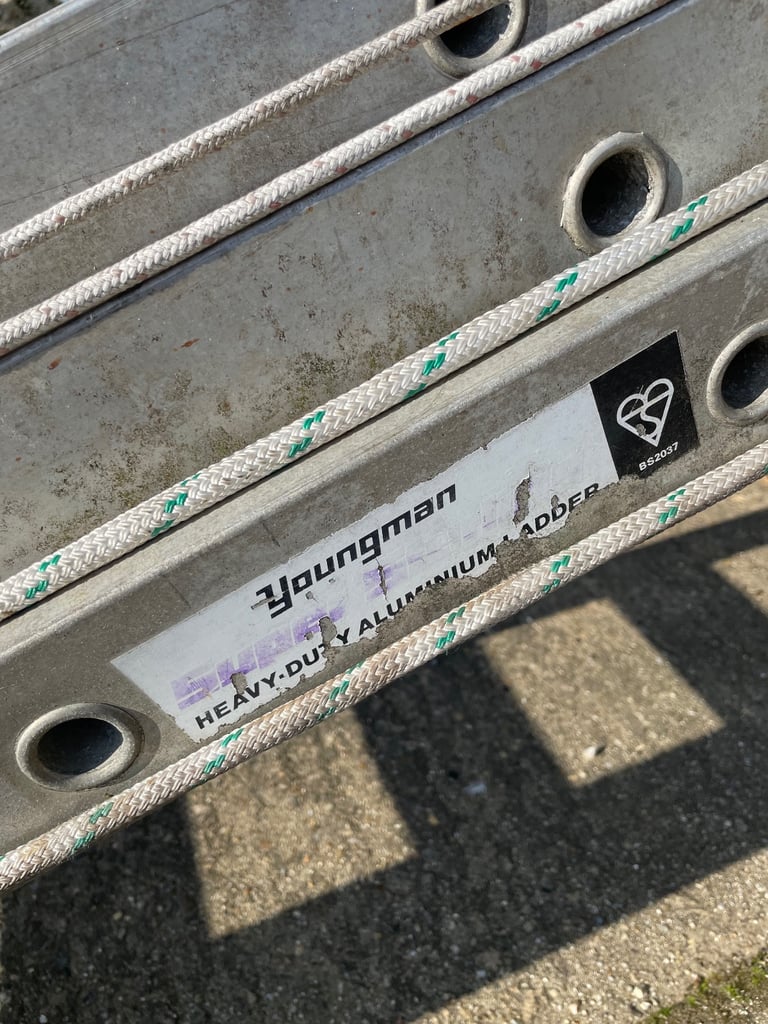 Youngman
HEAVY-DUTY ALUMINIUM LADDER
BS2037